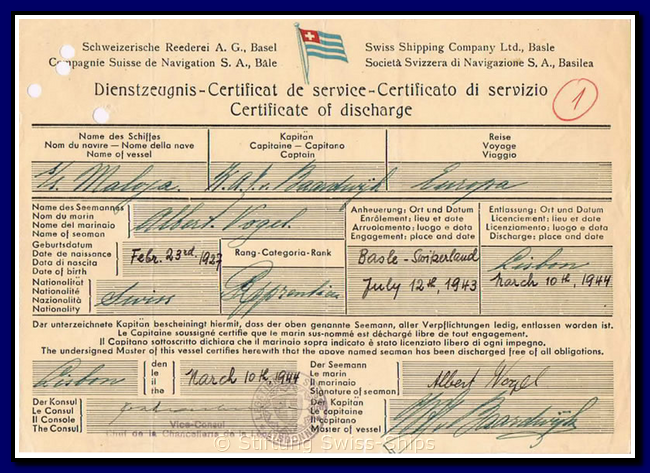 Schweizerische Reederei A. G., Basel
Compagnie Suisse de Navigation S. A., Bâle
Swiss Shipping Company Ltd., Basle
Società Svizzera di Navigazione S. A., Basilea
Dienstzeugnis-Certificat de service-Certificato di servizio
Certificate of discharge
1
Name des Schiffes
Nom du navire — Nome della nave
Name of vessel
Kapitän
Capitaine — Capitano
Captain
Reise
Voyage
Viaggio
S/s Maloja.
Baardwijk
Europa
Name des Seemannes
Nom du marin
Nome del marinaio
Name of seaman
Albert Vogel.
Geburtsdatum
Date de naissance
Data di nascita
Date of birth
Febr. 23rd, 1927
Rang-Categoria-Rank
Nationalität
Nationalité
Nazionalità
Nationality
Swiss
Apprentice
Anheuerung: Ort und Datum
Enrôlement: lieu et date
Arruolamento: luogo e data
Engagement: place and date
Basle-Switzerland
July 12th, 1943
Entlassung: Ort und Datum
Licenciement: lieu et date
Licenziamento: luogo e data
Discharge: place and date
Lisbon
March 10th, 1944
Der unterzeichnete Kapitän bescheiningt hiermit, dass der oben genannte Seemann, aller Verpflichtungen ledig, entlassen worden ist.
Le Capitaine soussigné certifie que le marin sus-nommé est déchargé libre de tout engagement.
Il Capitano sottoscritto dichiara che il marinaio sopra indicato è stato licenziato libero di ogni impegno.
The undersigned Master of this vessel certifies herewith that the above named seaman has been discharged free of all obligations.
Lisbon
den
le
il
the
March 10th, 1944
Der Seemann
Le marin
Il marinaio
Signature of seaman
Albert Vogel
Der Konsul
Le Consul
Il Console
The Consul
Vice-Consul
de la Chancellerie de la
Der Kapitän
Le capitaine
Il capitano
Master of vessel
Baardwijk
© Stiftung Swiss-Ships